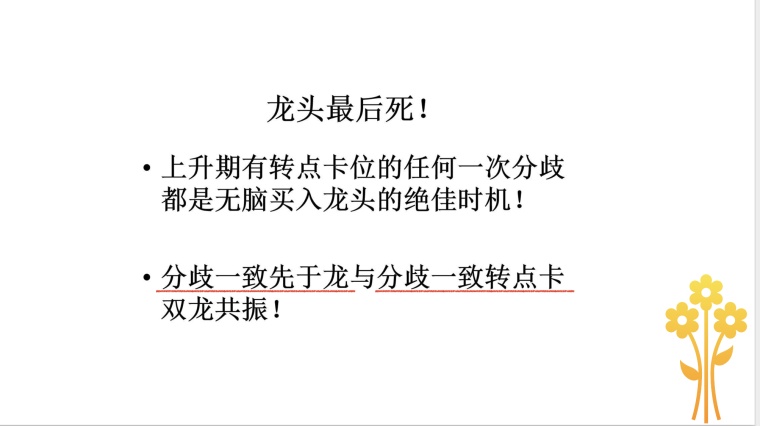 龙头最后死！
• 上升期有转点卡位的任何一次分歧
都是无脑买入龙头的绝佳时机！
• 分歧一致先于龙与分歧一致转点卡
双龙共振！